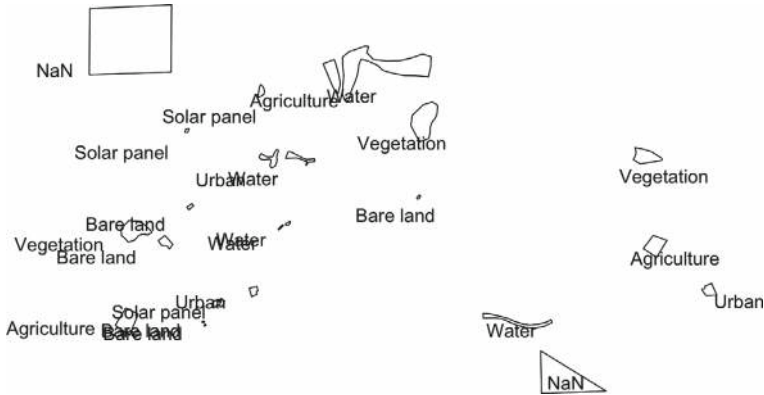 NaN
Agriculture
Water
Solar panel
Vegetation
Solar panel
Urban
Water
Vegetation
Bare land
Bare land
Water
Water
Vegetation
Bare land
Agriculture
Urban
Solar panel
Urban
Agriculture
Bare land
Bare land
Water
NaN